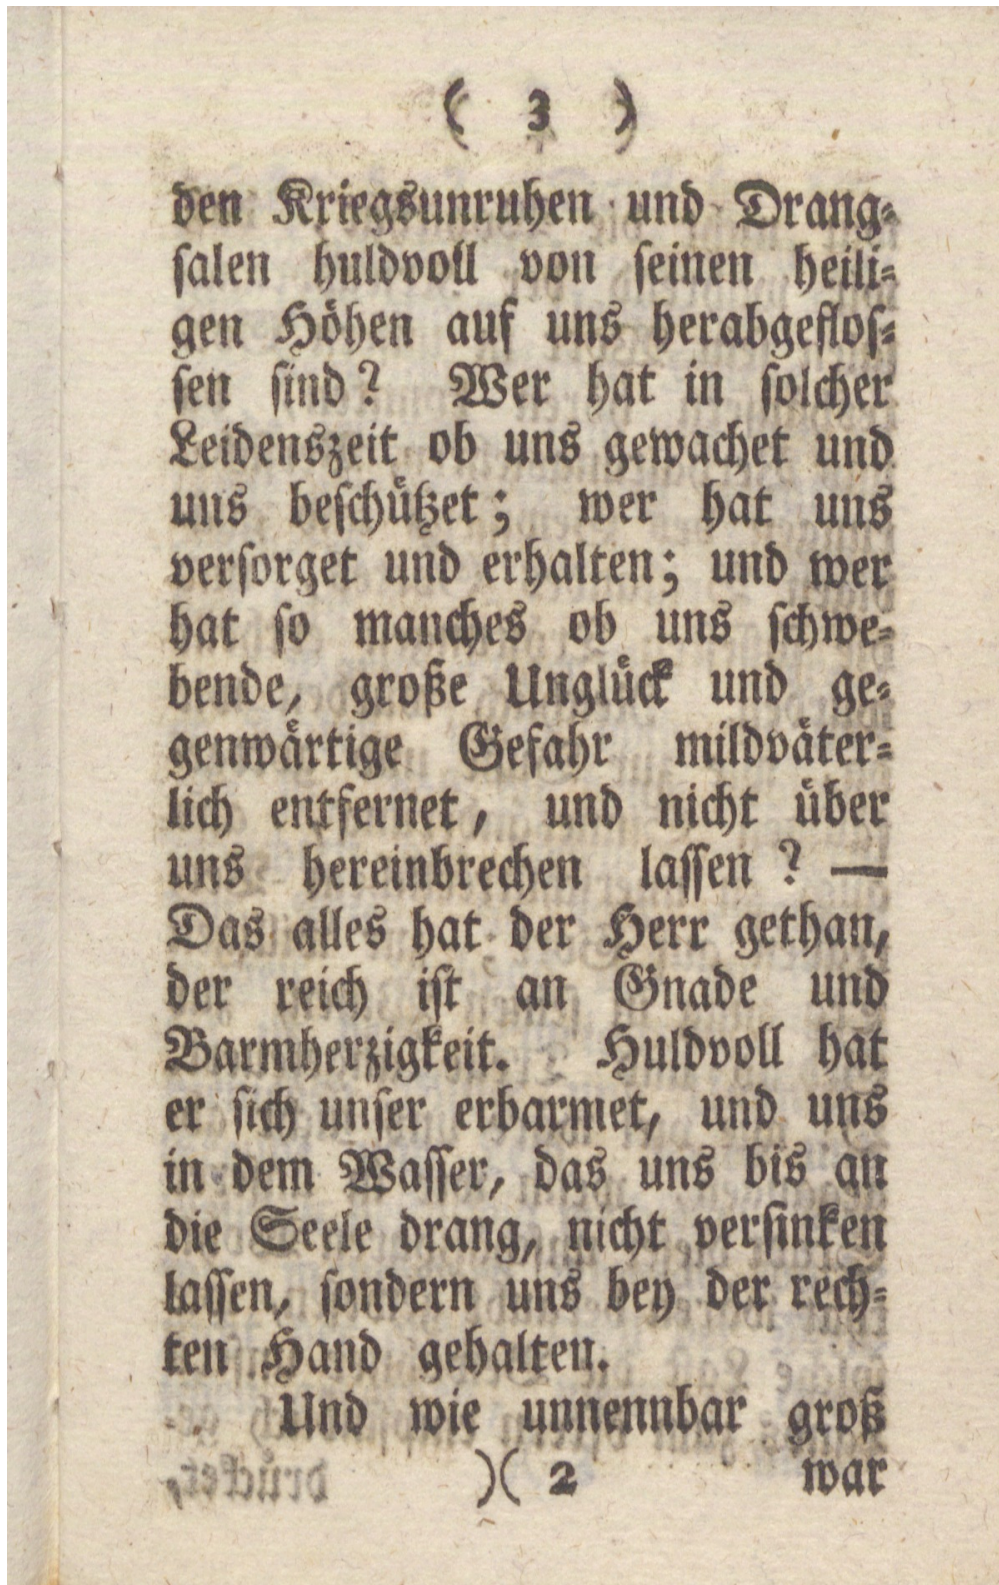 ( 3 )
den Kriegsunruhen und Drang⸗
salen huldvoll von seinen heili⸗
gen Höhen auf uns herabgeflos⸗
sen sind? Wer hat in solcher
Leidenszeit ob uns gewachet und
uns beschützet; wer hat uns
versorget und erhalten; und wer
hat so manches ob uns schwe⸗
bende, große Unglück und ge⸗
genwärtige Gefahr mildväter⸗
lich entfernet, und nicht über
uns hereinbrechen lassen? —
Das alles hat der Herr gethan,
der reich ist an Gnade und
Barmherzigkeit. Huldvoll hat
er sich unser erbarmet, und uns
in dem Wasser, das uns bis an
die Seele drang, nicht versinken
lassen, sondern uns bey der rech⸗
ten Hand gehalten.
Und wie unnennbar groß
)( 2 war